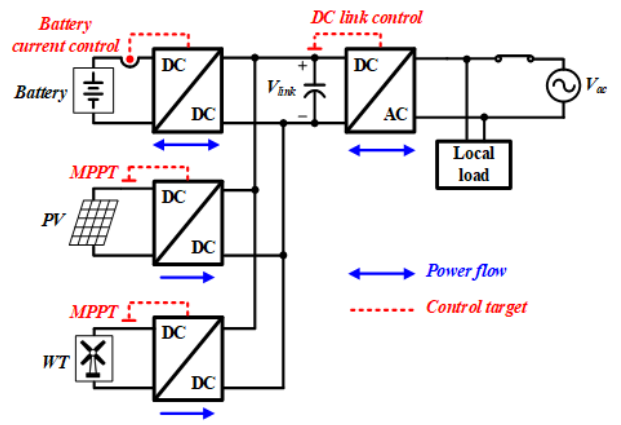 Battery
current control
DC link control
DC
DC
Battery
+
V_link
−
DC
AC
V_ac
Local
load
MPPT
DC
DC
PV
Power flow
MPPT
Control target
DC
DC
WT